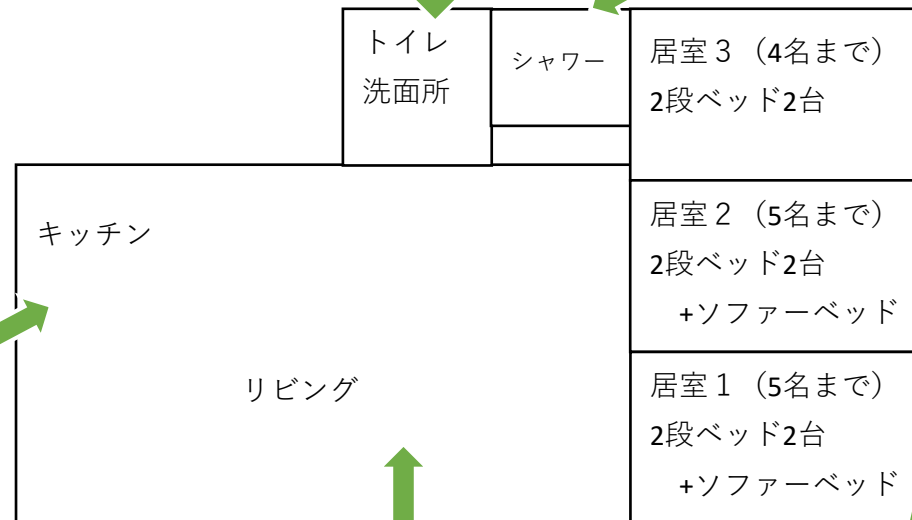 トイレ
洗面所
シャワー
居室３（4名まで）
2段ベッド2台
キッチン
居室２（5名まで）
2段ベッド2台
+ソファーベッド
リビング
居室１（5名まで）
2段ベッド2台
+ソファーベッド